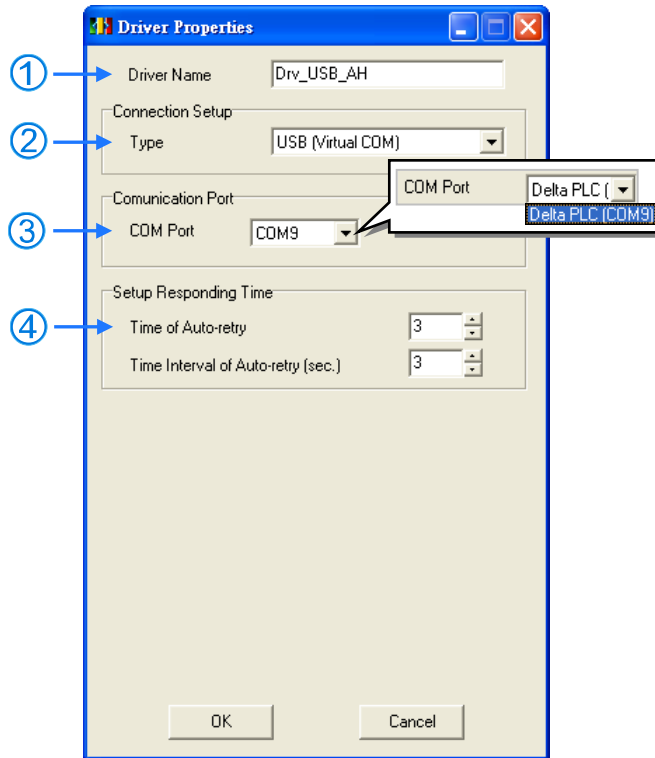 Driver Properties
① Driver Name Drv_USB_AH
Connection Setup
② Type USB (Virtual COM)
COM Port Delta PLC (
Delta PLC (COM9)
Comunication Port
③ COM Port COM9
Setup Responding Time
④ Time of Auto-retry 3
Time Interval of Auto-retry (sec.) 3
OK Cancel